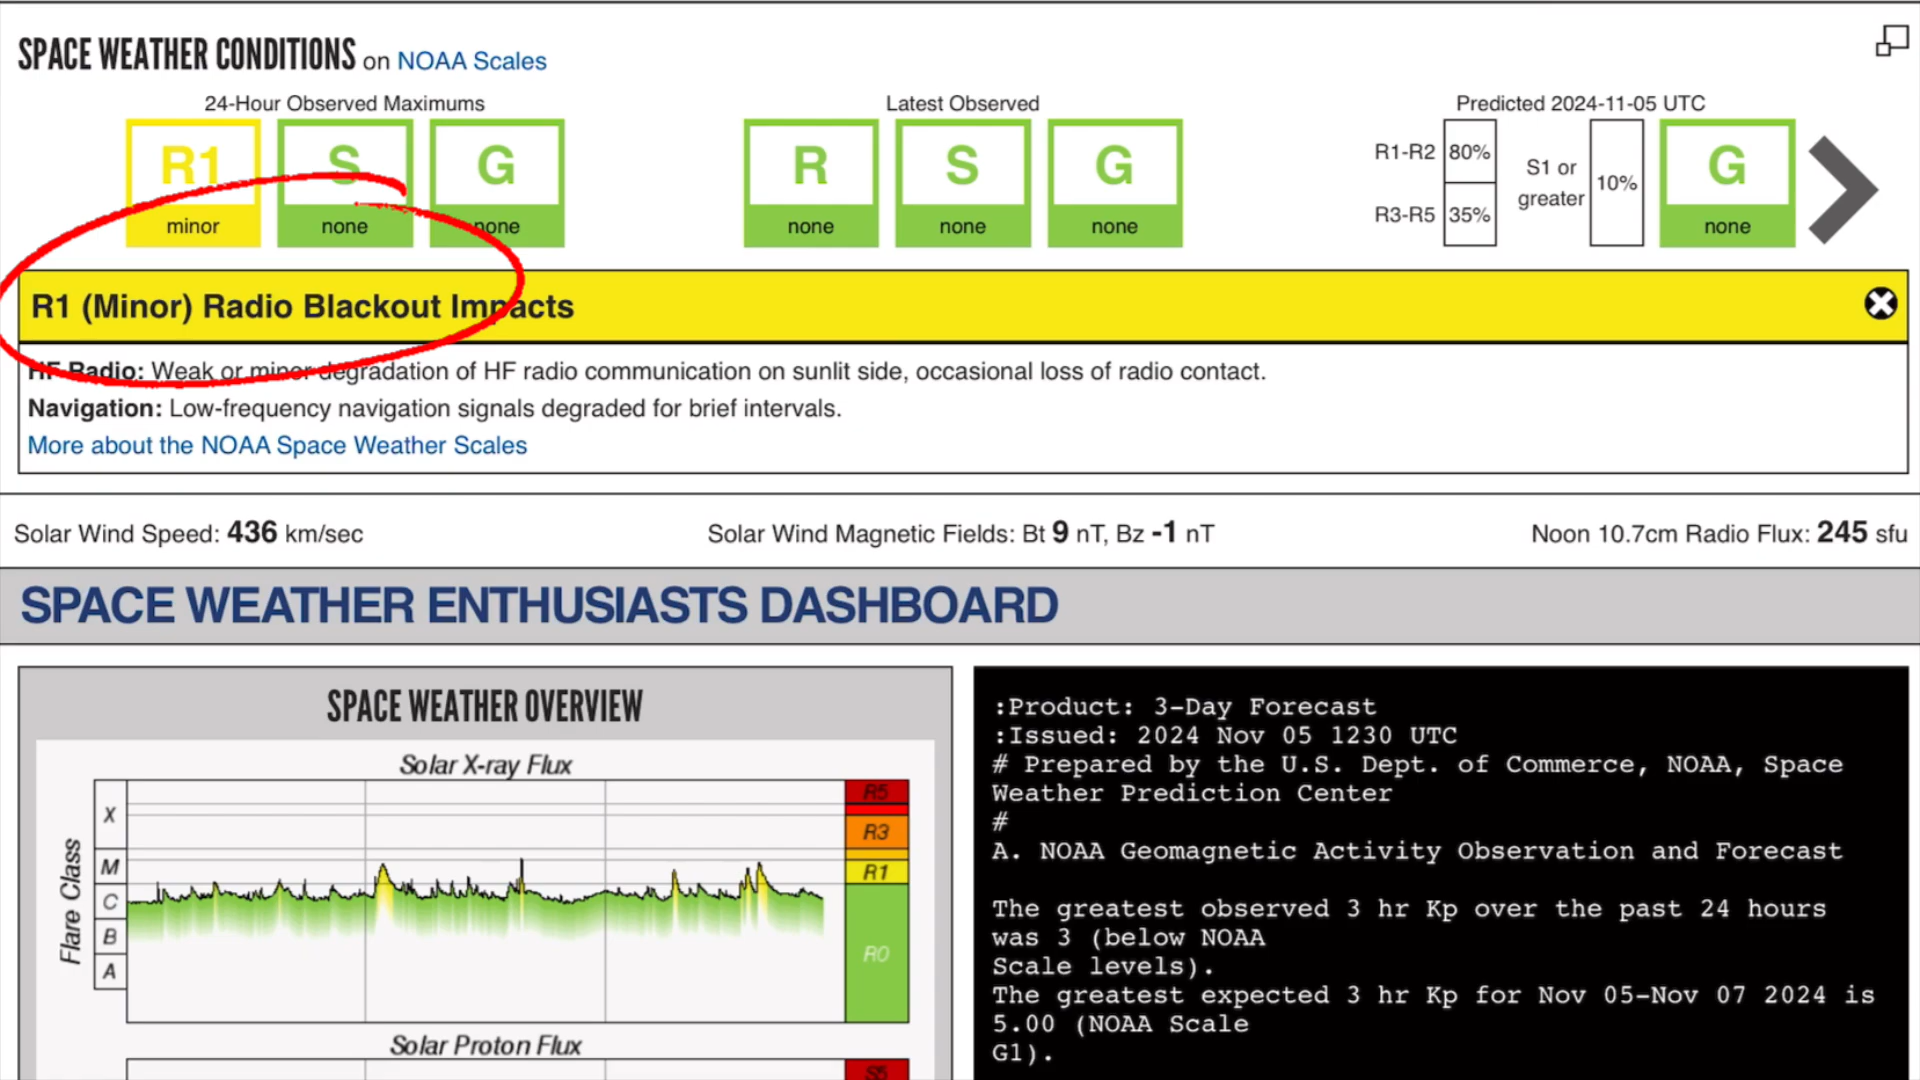 SPACE WEATHER CONDITIONS on NOAA Scales
24-Hour Observed Maximums
R1
minor
S
none
G
none
Latest Observed
R
none
S
none
G
none
Predicted 2024-11-05 UTC
R1-R2 80%
R3-R5 35%
S1 or
greater
10%
G
none
R1 (Minor) Radio Blackout Impacts
HF Radio: Weak or minor degradation of HF radio communication on sunlit side, occasional loss of radio contact.
Navigation: Low-frequency navigation signals degraded for brief intervals.
More about the NOAA Space Weather Scales
Solar Wind Speed: 436 km/sec
Solar Wind Magnetic Fields: Bt 9 nT, Bz -1 nT
Noon 10.7cm Radio Flux: 245 sfu
SPACE WEATHER ENTHUSIASTS DASHBOARD
SPACE WEATHER OVERVIEW
Solar X-ray Flux
Flare Class
X
M
C
B
A
R5
R3
R1
R0
Solar Proton Flux
S5
:Product: 3-Day Forecast
:Issued: 2024 Nov 05 1230 UTC
# Prepared by the U.S. Dept. of Commerce, NOAA, Space
Weather Prediction Center
#
A. NOAA Geomagnetic Activity Observation and Forecast
The greatest observed 3 hr Kp over the past 24 hours
was 3 (below NOAA
Scale levels).
The greatest expected 3 hr Kp for Nov 05-Nov 07 2024 is
5.00 (NOAA Scale
G1).